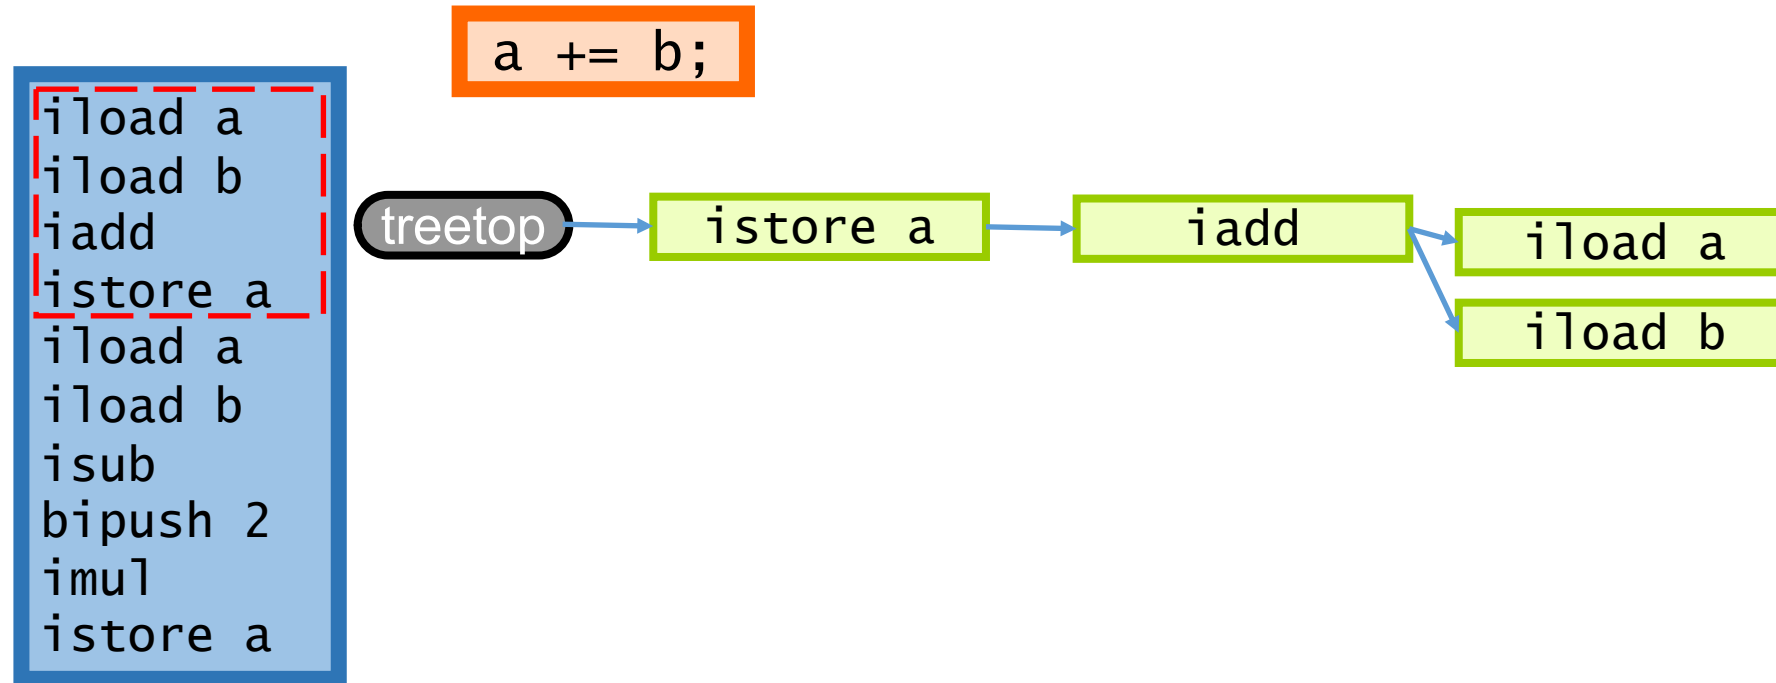 a += b;
iload a
iload b
iadd
istore a
iload a
iload b
isub
bipush 2
imul
istore a
treetop
istore a
iadd
iload a
iload b